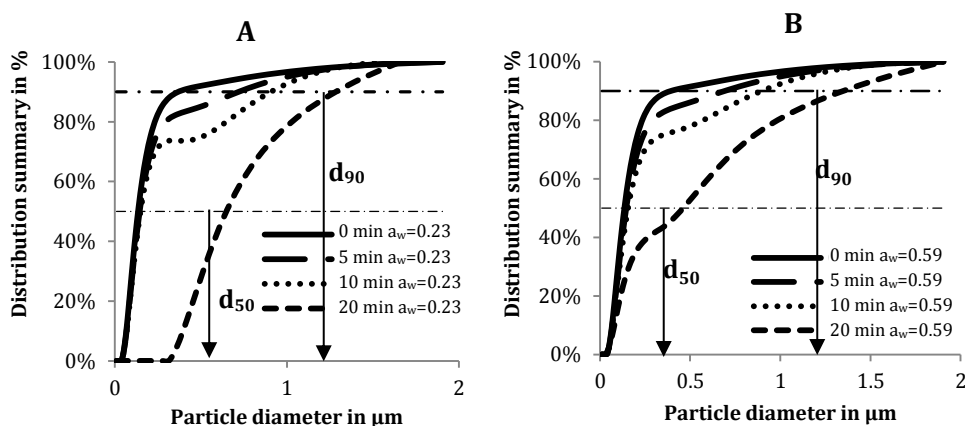 A
Distribution summary in %
100%
80%
60%
40%
20%
0%
d90
d50
0 min aw=0.23
5 min aw=0.23
10 min aw=0.23
20 min aw=0.23
0
1
2
Particle diameter in µm
B
Distribution summary in %
100%
80%
60%
40%
20%
0%
d90
d50
0 min aw=0.59
5 min aw=0.59
10 min aw=0.59
20 min aw=0.59
0
0.5
1
1.5
2
Particle diameter in µm